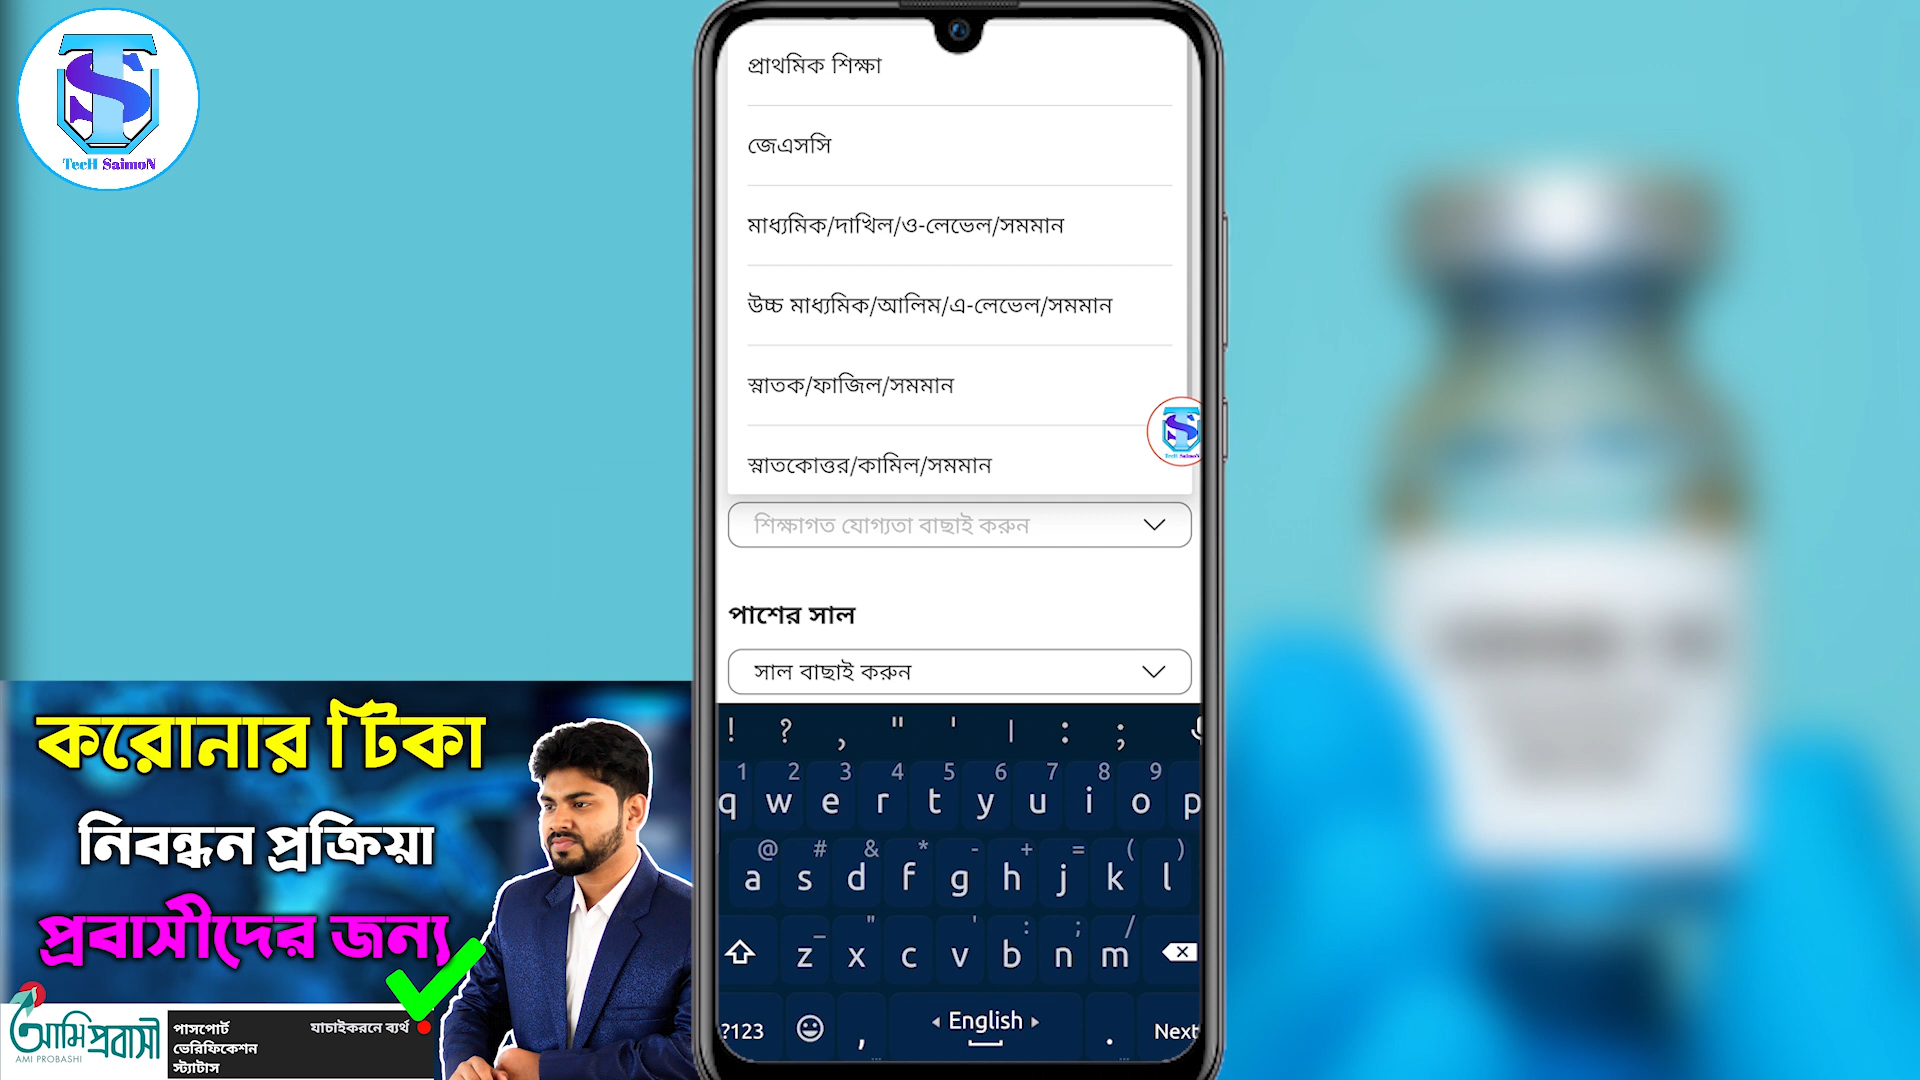 TecH SaimoN
প্রাথমিক শিক্ষা
জেএসসি
মাধ্যমিক/দাখিল/ও-লেভেল/সমমান
উচ্চ মাধ্যমিক/আলিম/এ-লেভেল/সমমান
স্নাতক/ফাজিল/সমমান
স্নাতকোত্তর/কামিল/সমমান
TecH SaimoN
শিক্ষাগত যোগ্যতা বাছাই করুন
পাশের সাল
সাল বাছাই করুন
! ? , " ' | : ;
1 2 3 4 5 6 7 8 9
q w e r t y u i o p
@ # & * - + = ( )
a s d f g h j k l
_ " ' : ; /
z x c v b n m
?123 , English . Next
করোনার টিকা
নিবন্ধন প্রক্রিয়া
প্রবাসীদের জন্য
আমি প্রবাসী
AMI PROBASHI
পাসপোর্ট যাচাইকরনে ব্যর্থ
ভেরিফিকেশন
স্ট্যাটাস